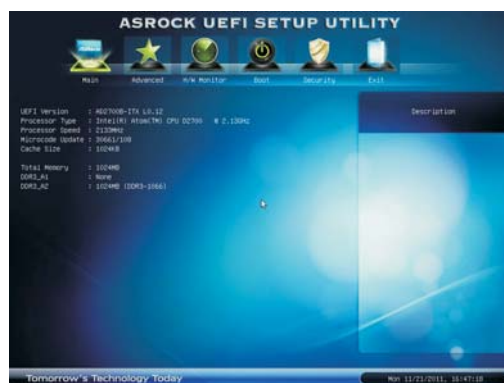 ASROCK UEFI SETUP UTILITY
Main Advanced H/W Monitor Boot Security Exit
UEFI Version : AD2700B-ITX L0.12
Processor Type : Intel(R) Atom(TM) CPU D2700 @ 2.13GHz
Processor Speed : 2133MHz
Microcode Update : 30661/108
Cache Size : 1024KB
Total Memory : 1024MB
DDR3_A1 : None
DDR3_A2 : 1024MB (DDR3-1066)
Description
Tomorrow's Technology Today
Mon 11/21/2011, 16:47:18